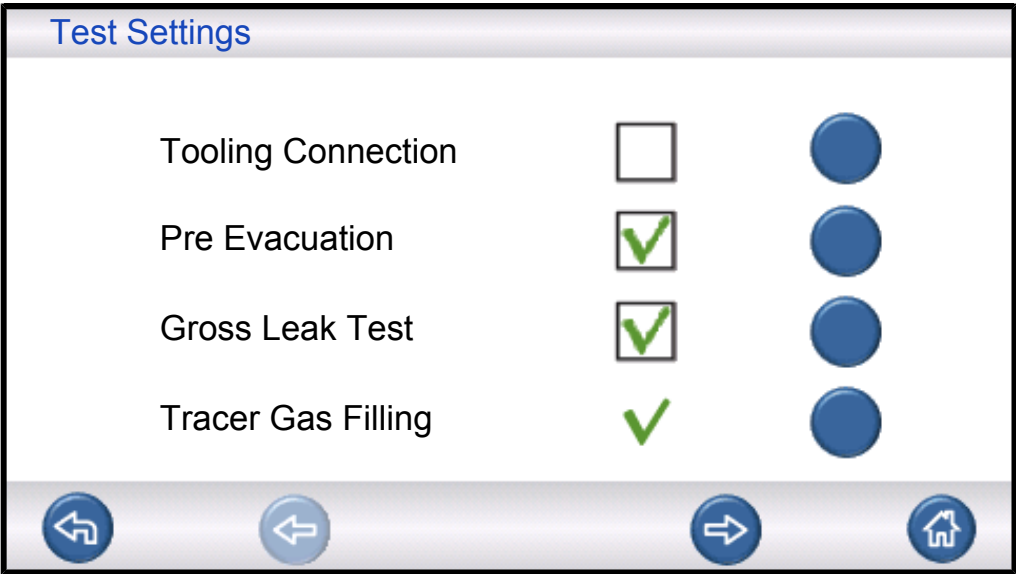 Test Settings
Tooling Connection
Pre Evacuation
Gross Leak Test
Tracer Gas Filling